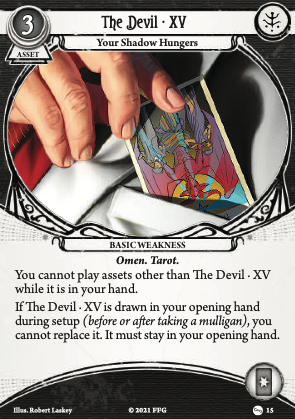 3
The Devil · XV
ASSET
Your Shadow Hungers
BASIC WEAKNESS
Omen. Tarot.
You cannot play assets other than The Devil · XV
while it is in your hand.
If The Devil · XV is drawn in your opening hand
during setup (before or after taking a mulligan), you
cannot replace it. It must stay in your opening hand.
Illus. Robert Laskey
© 2021 FFG
15